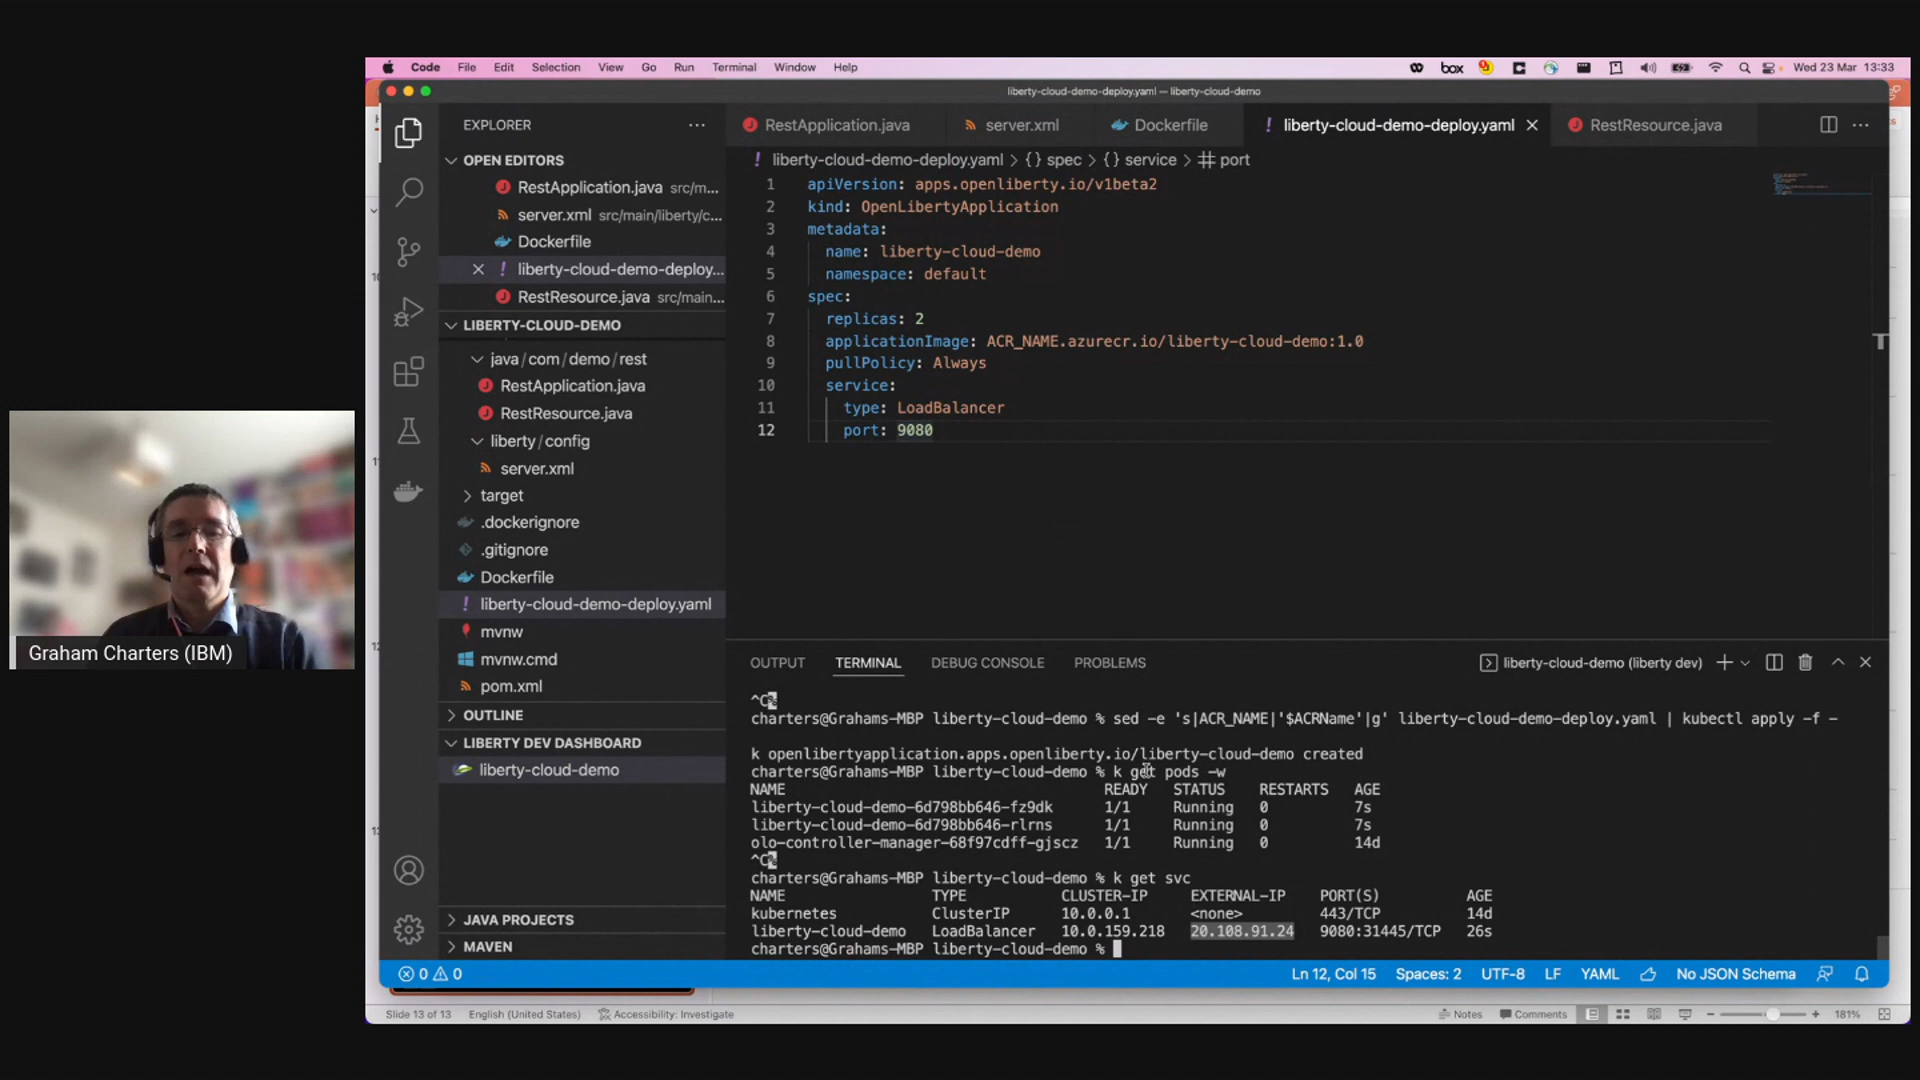 Code File Edit Selection View Go Run Terminal Window Help
box
Wed 23 Mar 13:33
liberty-cloud-demo-deploy.yaml — liberty-cloud-demo
EXPLORER
RestApplication.java
server.xml
Dockerfile
liberty-cloud-demo-deploy.yaml
RestResource.java
liberty-cloud-demo-deploy.yaml > {} spec > {} service > # port
OPEN EDITORS
RestApplication.java src/m...
server.xml src/main/liberty/c...
Dockerfile
liberty-cloud-demo-deploy...
RestResource.java src/main...
LIBERTY-CLOUD-DEMO
java/com/demo/rest
RestApplication.java
RestResource.java
liberty/config
server.xml
target
.dockerignore
.gitignore
Dockerfile
liberty-cloud-demo-deploy.yaml
mvnw
mvnw.cmd
pom.xml
OUTLINE
LIBERTY DEV DASHBOARD
liberty-cloud-demo
JAVA PROJECTS
MAVEN
1 apiVersion: apps.openliberty.io/v1beta2
2 kind: OpenLibertyApplication
3 metadata:
4 name: liberty-cloud-demo
5 namespace: default
6 spec:
7 replicas: 2
8 applicationImage: ACR_NAME.azurecr.io/liberty-cloud-demo:1.0
9 pullPolicy: Always
10 service:
11 type: LoadBalancer
12 port: 9080
OUTPUT TERMINAL DEBUG CONSOLE PROBLEMS
liberty-cloud-demo (liberty dev)
^C%
charters@Grahams-MBP liberty-cloud-demo % sed -e 's|ACR_NAME|'$ACRName'|g' liberty-cloud-demo-deploy.yaml | kubectl apply -f -
k openlibertyapplication.apps.openliberty.io/liberty-cloud-demo created
charters@Grahams-MBP liberty-cloud-demo % k get pods -w
NAME READY STATUS RESTARTS AGE
liberty-cloud-demo-6d798bb646-fz9dk 1/1 Running 0 7s
liberty-cloud-demo-6d798bb646-rlrns 1/1 Running 0 7s
olo-controller-manager-68f97cdff-gjscz 1/1 Running 0 14d
^C%
charters@Grahams-MBP liberty-cloud-demo % k get svc
NAME TYPE CLUSTER-IP EXTERNAL-IP PORT(S) AGE
kubernetes ClusterIP 10.0.0.1 <none> 443/TCP 14d
liberty-cloud-demo LoadBalancer 10.0.159.218 20.108.91.24 9080:31445/TCP 26s
charters@Grahams-MBP liberty-cloud-demo %
0 0
Ln 12, Col 15 Spaces: 2 UTF-8 LF YAML No JSON Schema
Slide 13 of 13 English (United States) Accessibility: Investigate
Notes Comments 181%
Graham Charters (IBM)